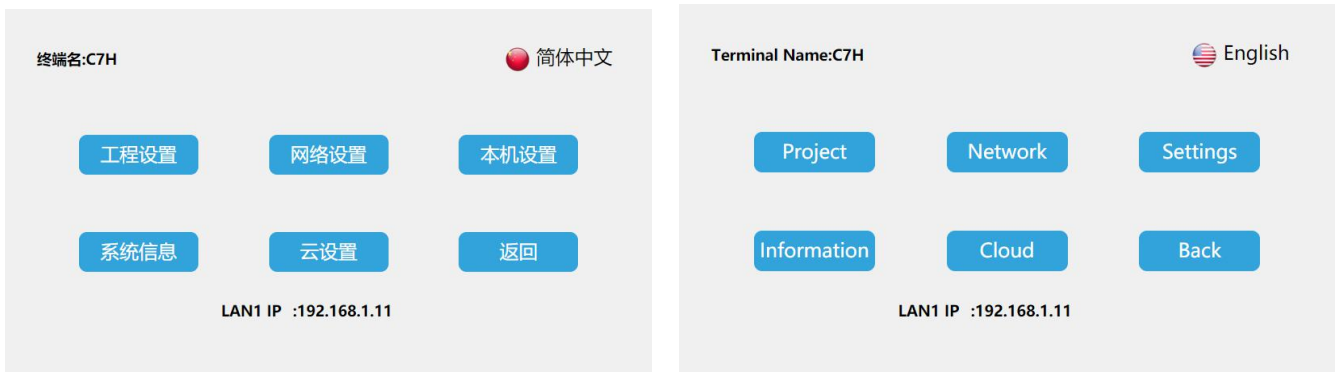 终端名:C7H
简体中文
工程设置
网络设置
本机设置
系统信息
云设置
返回
LAN1 IP :192.168.1.11
Terminal Name:C7H
English
Project
Network
Settings
Information
Cloud
Back
LAN1 IP :192.168.1.11